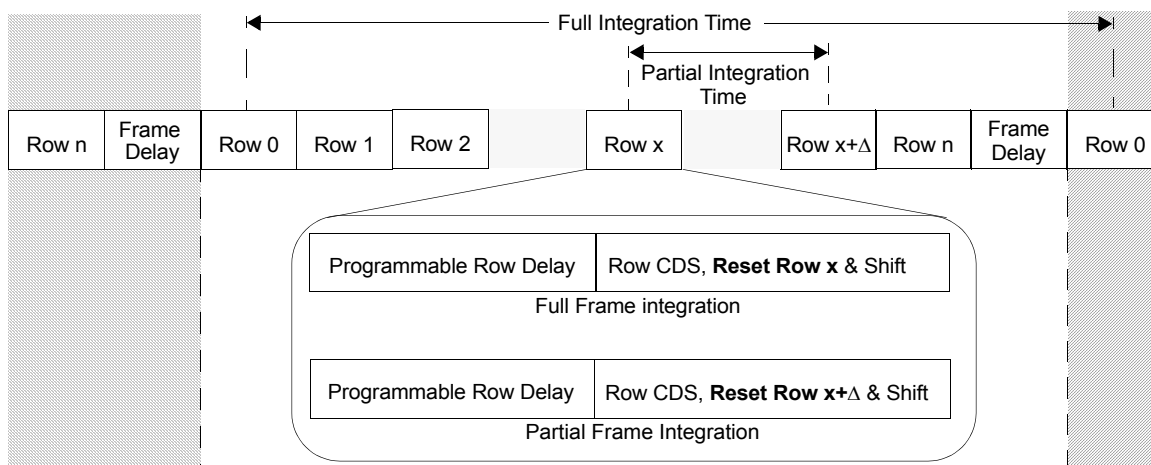 Full Integration Time
Partial Integration
Time
Row n
Frame
Delay
Row 0
Row 1
Row 2
Row x
Row x+Δ
Row n
Frame
Delay
Row 0
Programmable Row Delay
Row CDS, Reset Row x & Shift
Full Frame integration
Programmable Row Delay
Row CDS, Reset Row x+Δ & Shift
Partial Frame Integration